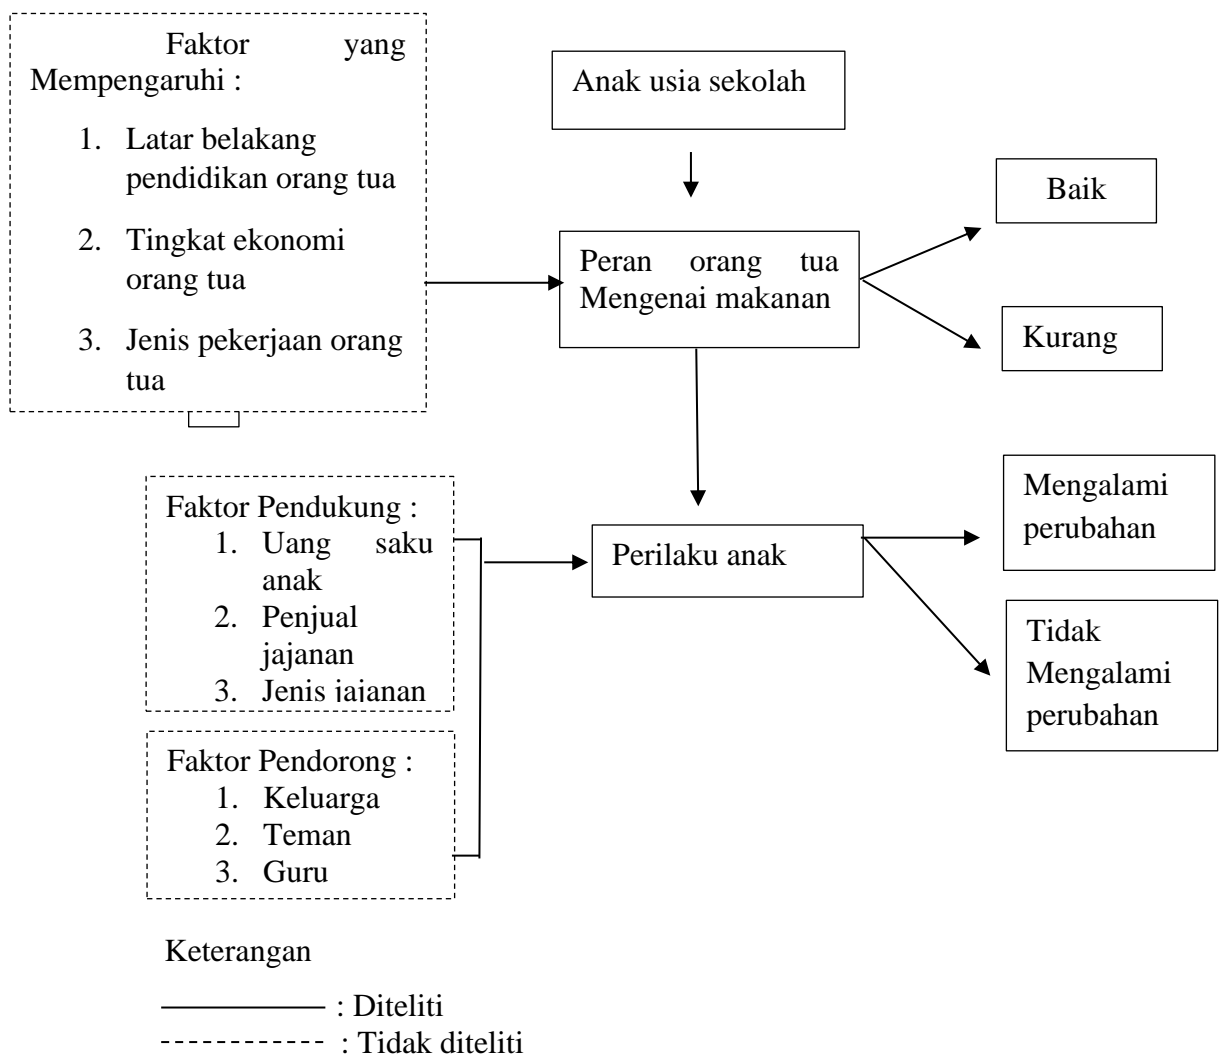 Faktor yang
Mempengaruhi :
1. Latar belakang
pendidikan orang tua
2. Tingkat ekonomi
orang tua
3. Jenis pekerjaan orang
tua
Anak usia sekolah
Peran orang tua
Mengenai makanan
Baik
Kurang
Faktor Pendukung :
1. Uang saku
anak
2. Penjual
jajanan
3. Jenis jajanan
Perilaku anak
Mengalami
perubahan
Tidak
Mengalami
perubahan
Faktor Pendorong :
1. Keluarga
2. Teman
3. Guru
Keterangan
: Diteliti
: Tidak diteliti